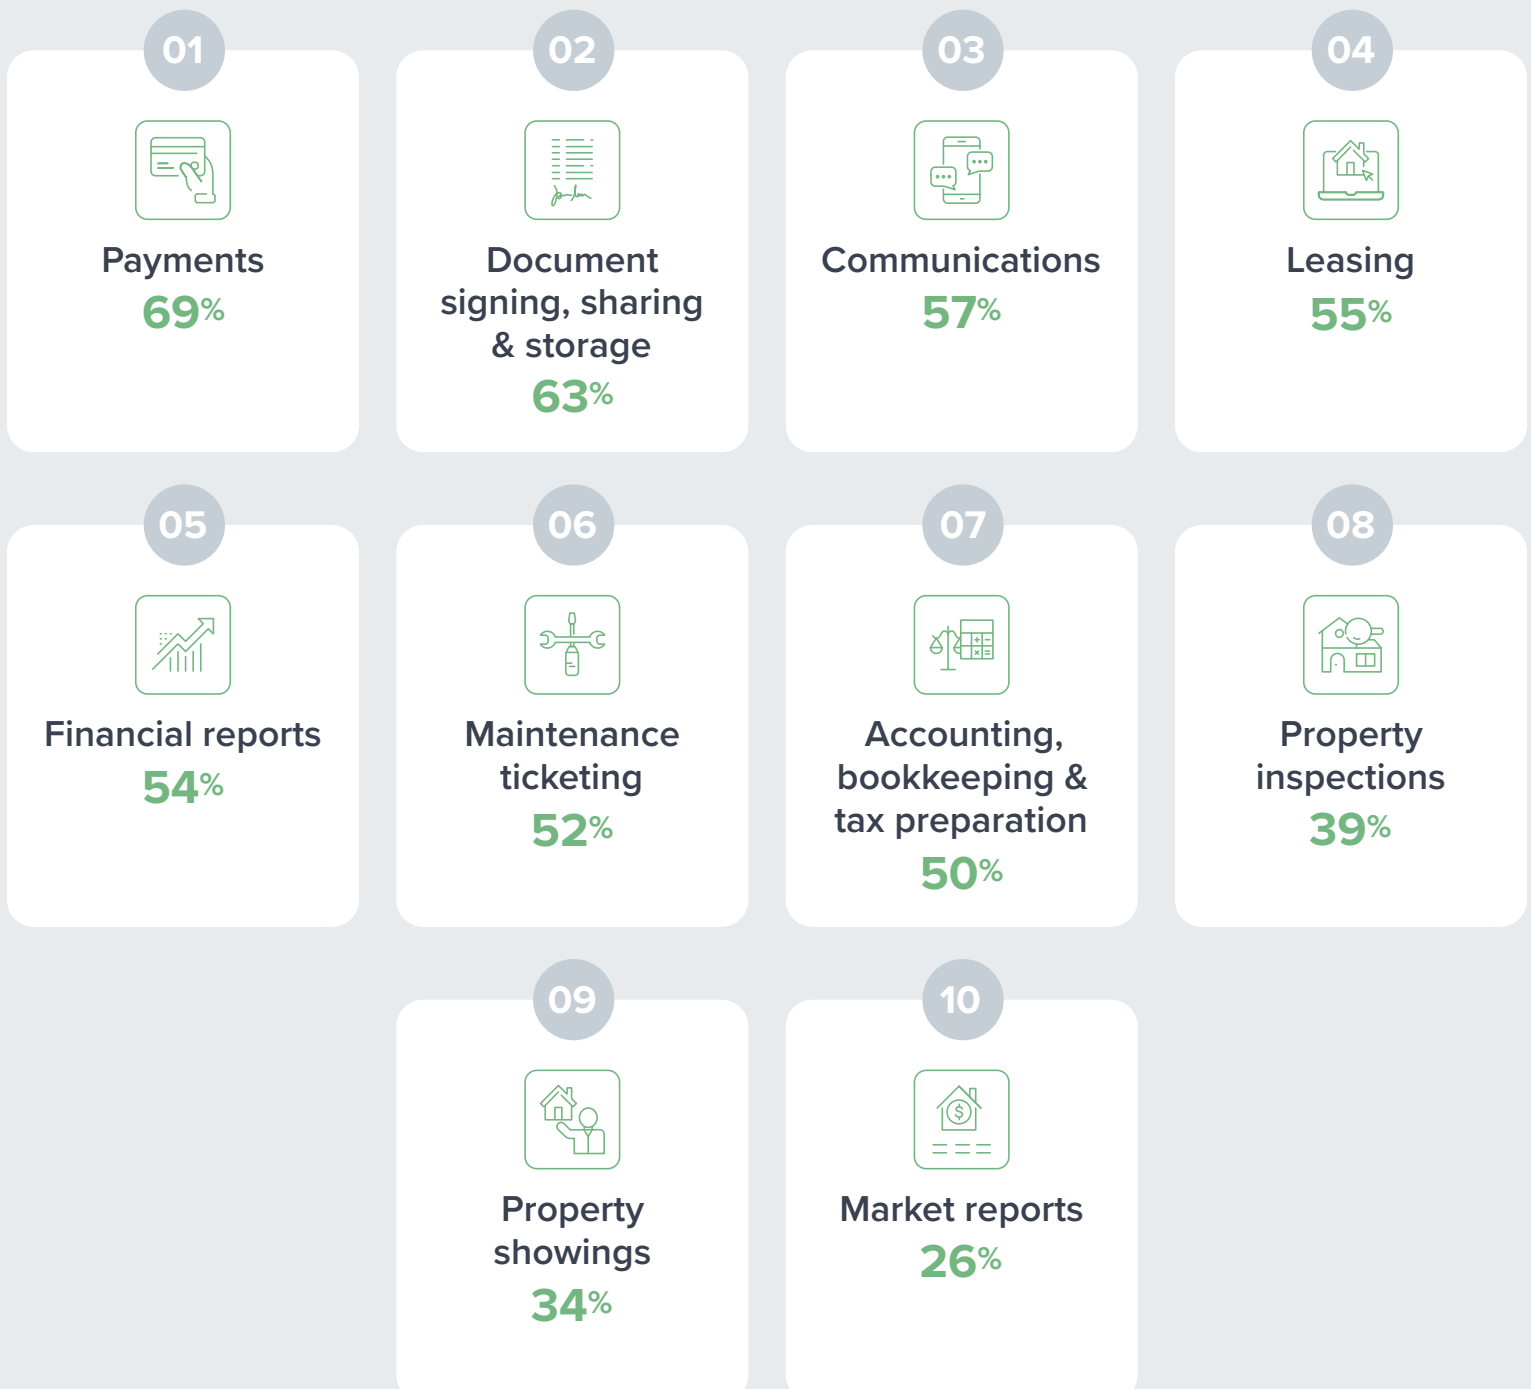 01
Payments
69%
02
Document
signing, sharing
& storage
63%
03
Communications
57%
04
Leasing
55%
05
Financial reports
54%
06
Maintenance
ticketing
52%
07
Accounting,
bookkeeping &
tax preparation
50%
08
Property
inspections
39%
09
Property
showings
34%
10
$
Market reports
26%